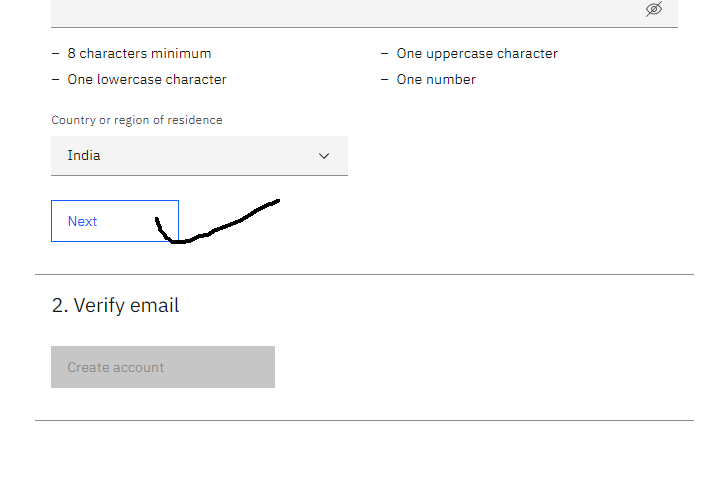 – 8 characters minimum – One uppercase character
– One lowercase character – One number
Country or region of residence
India
Next
2. Verify email
Create account